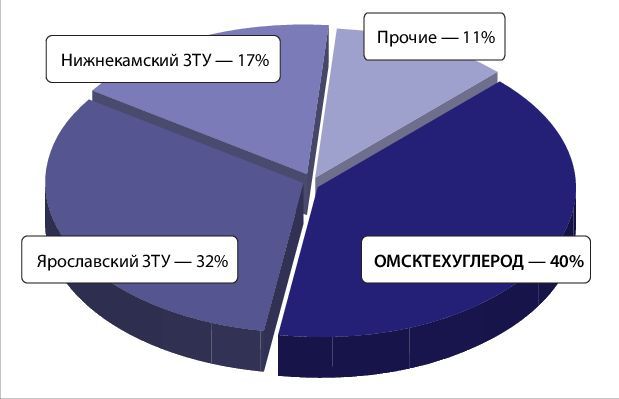 Прочие — 11%
Нижнекамский ЗТУ — 17%
Ярославский ЗТУ — 32%
ОМСКТЕХУГЛЕРОД — 40%